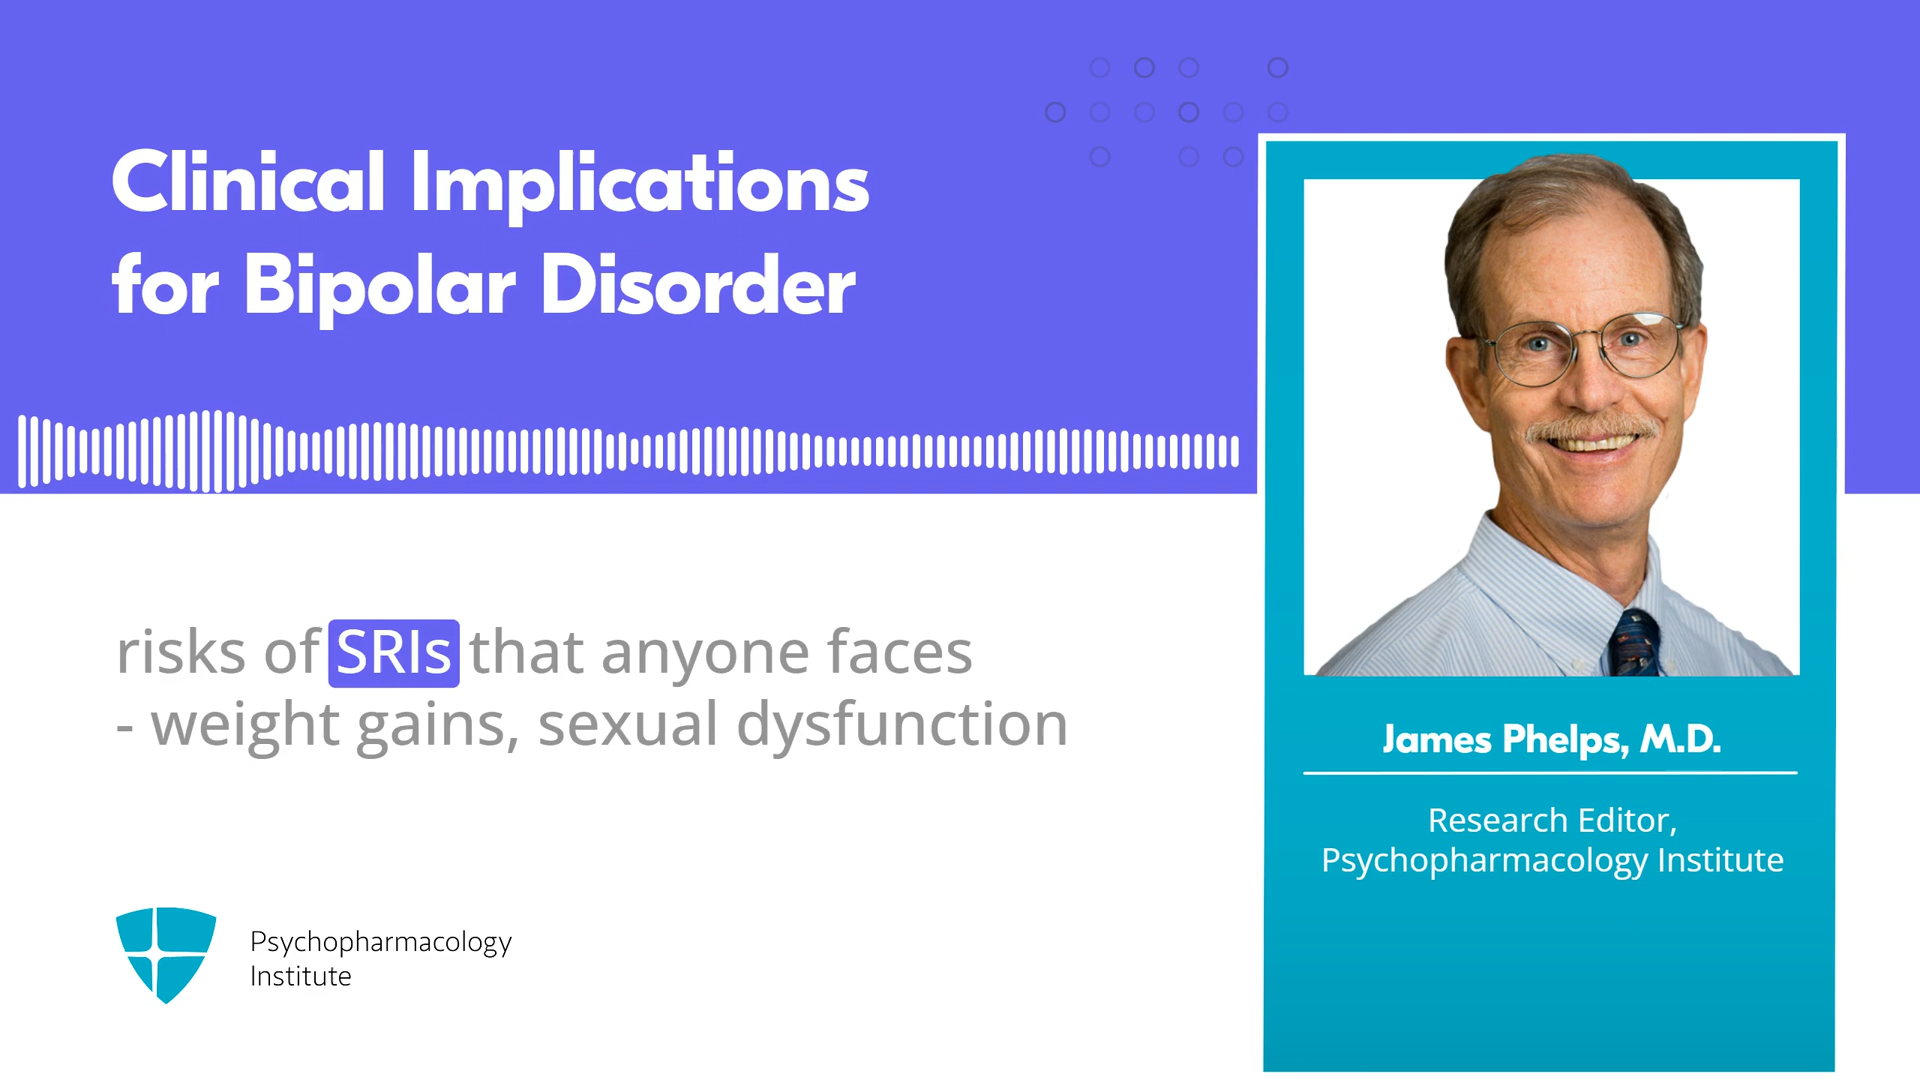 Clinical Implications
for Bipolar Disorder
risks of SRIs that anyone faces
- weight gains, sexual dysfunction
James Phelps, M.D.
Research Editor,
Psychopharmacology Institute
Psychopharmacology
Institute